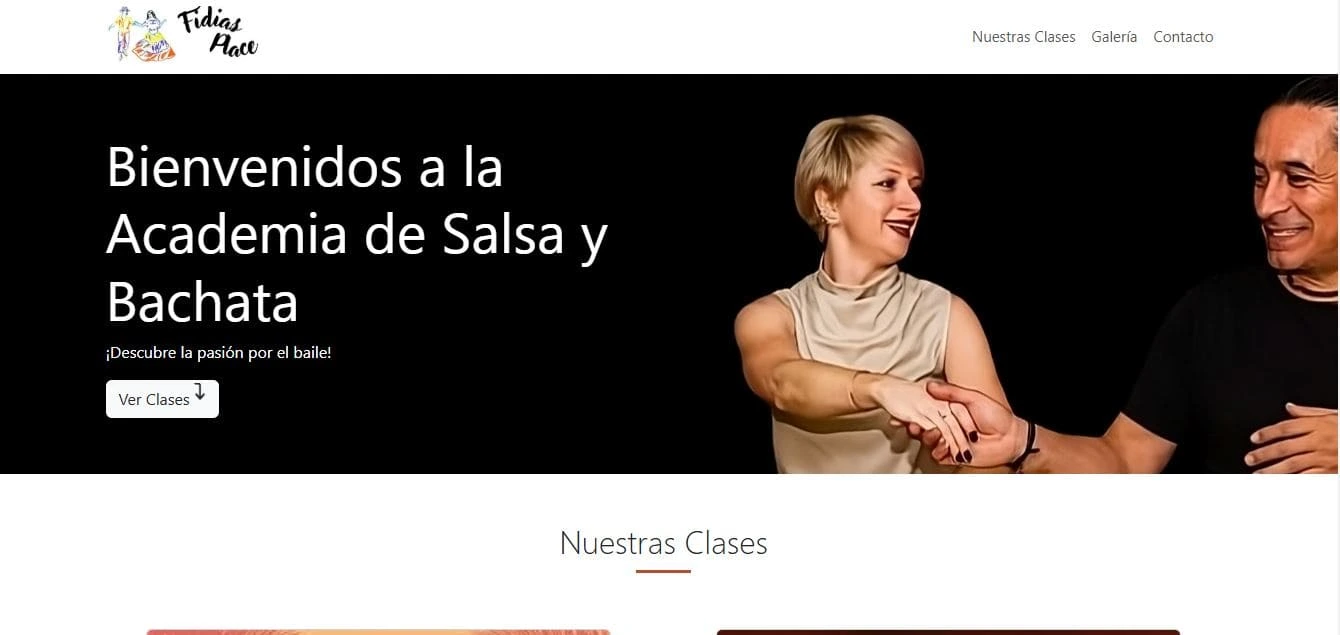 Fidias
Place
Nuestras Clases Galería Contacto
Bienvenidos a la
Academia de Salsa y
Bachata
¡Descubre la pasión por el baile!
Ver Clases
Nuestras Clases